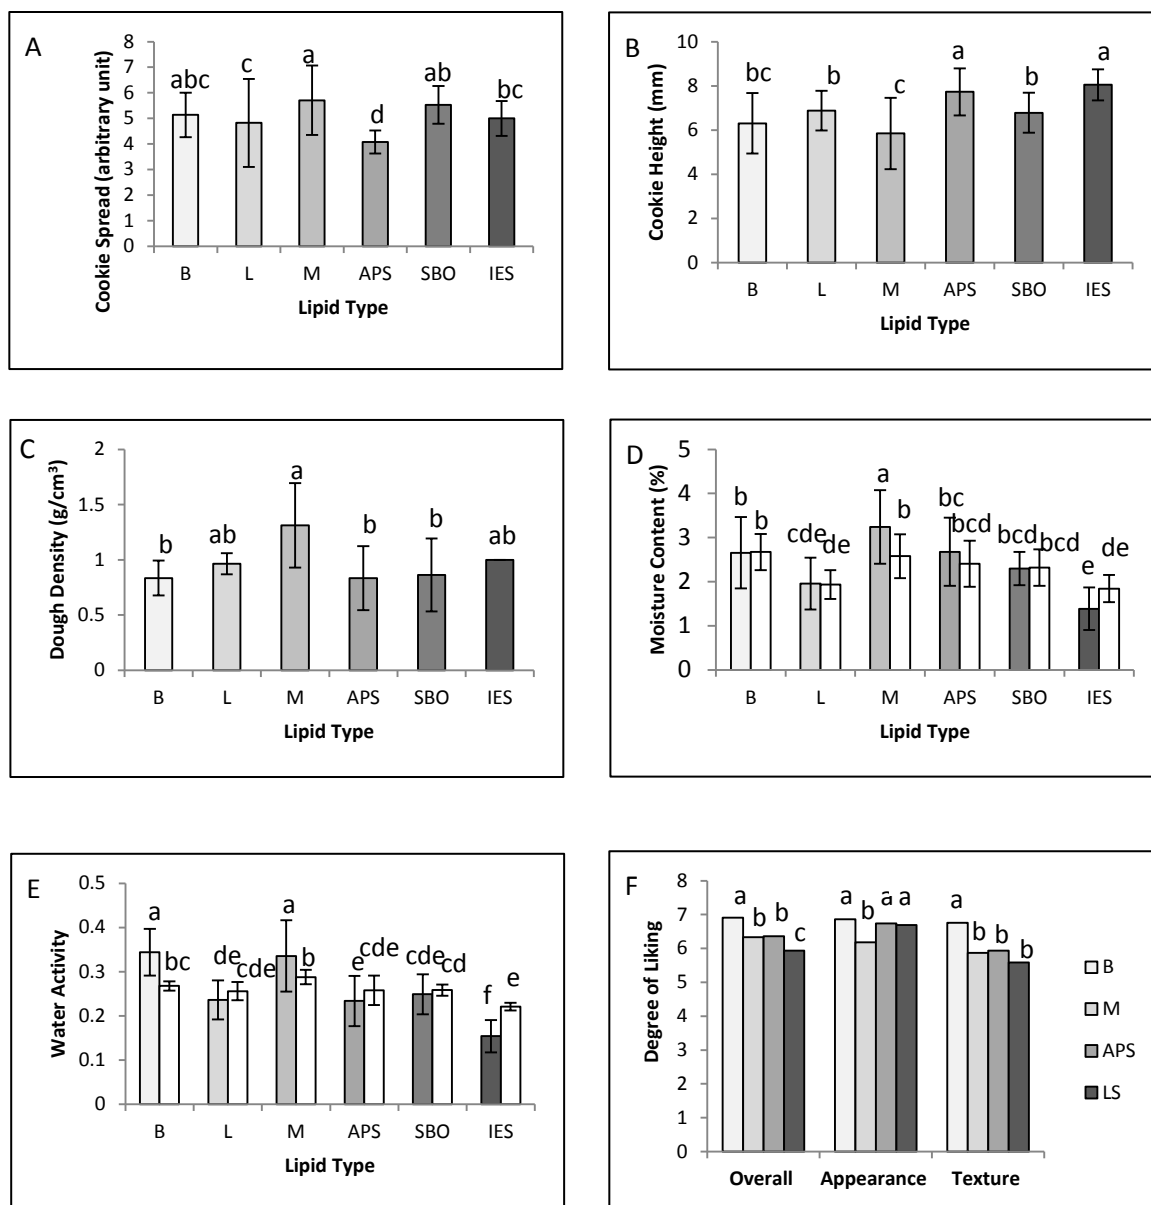 A
Cookie Spread (arbitrary unit)
8
7
6
5
4
3
2
1
0
abc c a d ab bc
B L M APS SBO IES
Lipid Type
B
Cookie Height (mm)
10
8
6
4
2
0
bc b c a b a
B L M APS SBO IES
Lipid Type
C
Dough Density (g/cm³)
2
1.5
1
0.5
0
b ab a b b ab
B L M APS SBO IES
Lipid Type
D
Moisture Content (%)
5
4
3
2
1
0
b b cde de a b bc bcd bcd bcd e de
B L M APS SBO IES
Lipid Type
E
Water Activity
0.5
0.4
0.3
0.2
0.1
0
a bc de cde a b e cde cde cd f e
B L M APS SBO IES
Lipid Type
F
Degree of Liking
8
7
6
5
4
3
2
1
0
a b b c a b a a a b b b
Overall Appearance Texture
B
M
APS
LS